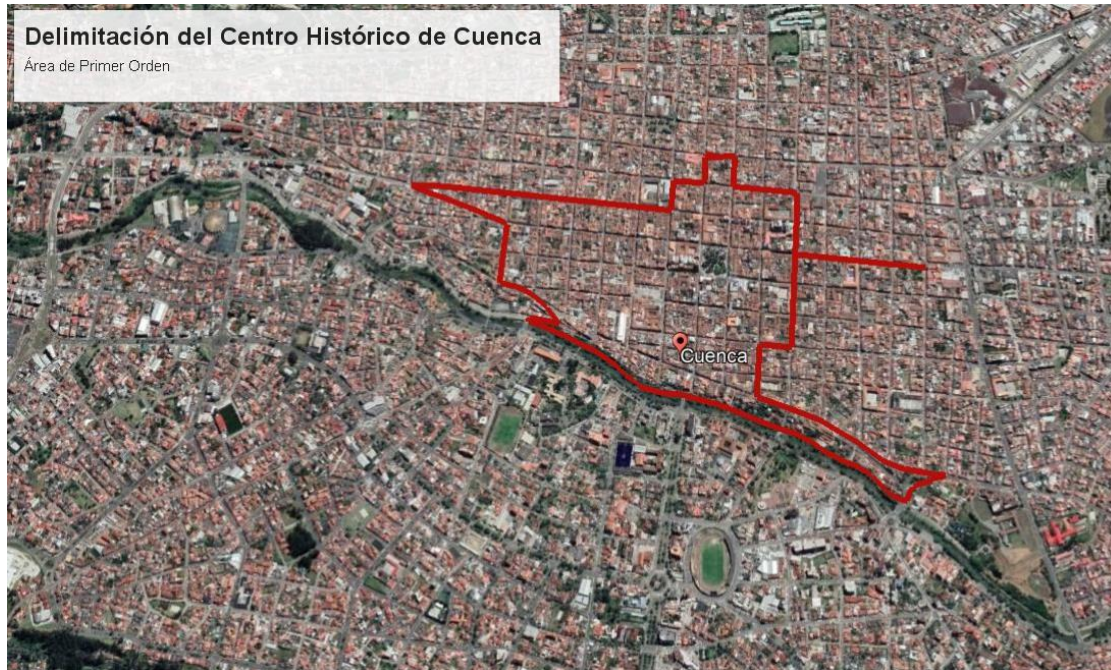 Delimitación del Centro Histórico de Cuenca
Área de Primer Orden
Cuenca